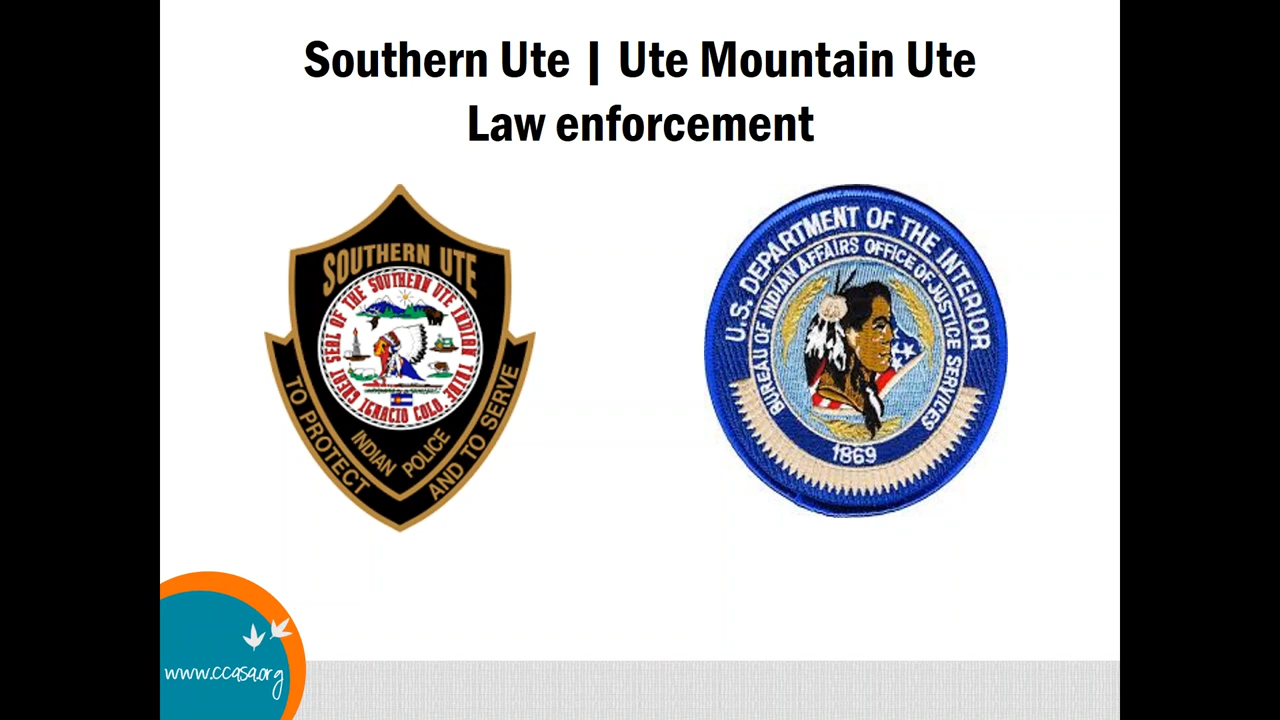 Southern Ute | Ute Mountain Ute
Law enforcement
SOUTHERN UTE
GREAT SEAL OF THE SOUTHERN UTE INDIAN TRIBE
IGNACIO COLO.
INDIAN POLICE
TO PROTECT
AND TO SERVE
U.S. DEPARTMENT OF THE INTERIOR
BUREAU OF INDIAN AFFAIRS OFFICE OF JUSTICE SERVICES
1869
www.ccasa.org